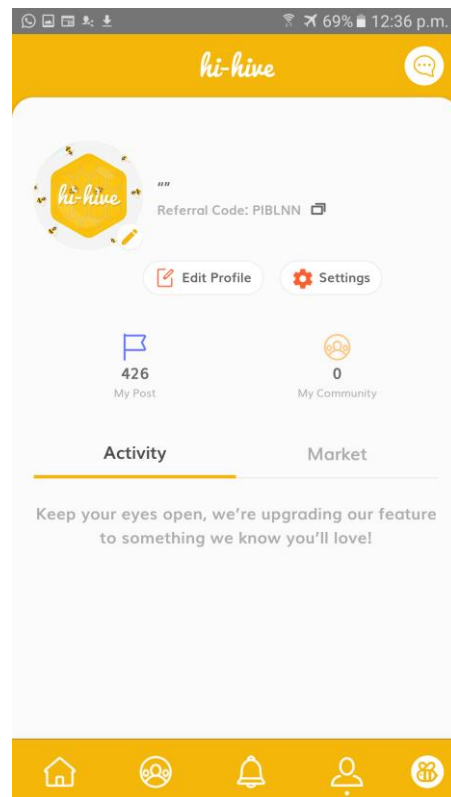 69% 12:36 p.m.
hi-hive
hi-hive
""
Referral Code: PIBLNN
Edit Profile
Settings
426
0
My Post
My Community
Activity
Market
Keep your eyes open, we're upgrading our feature
to something we know you'll love!